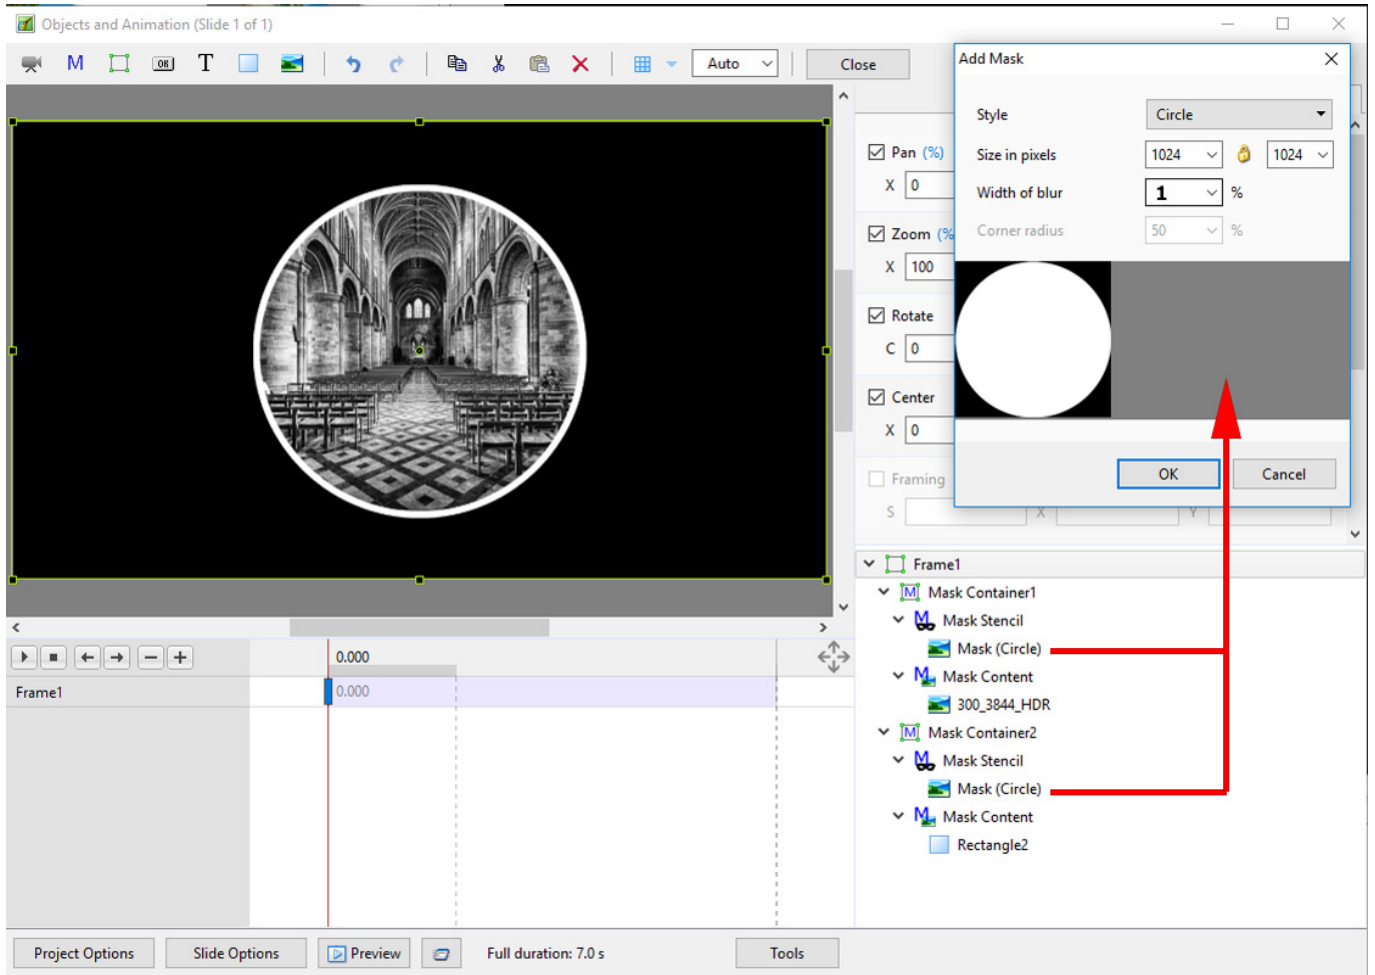 Objects and Animation (Slide 1 of 1)
M OK T Auto Close
Add Mask
Style Circle
Size in pixels 1024 1024
Width of blur 1 %
Corner radius 50 %
OK Cancel
Pan (%)
X 0
Zoom (%
X 100
Rotate
C 0
Center
X 0
Framing
S X Y
Frame1
M Mask Container1
M Mask Stencil
Mask (Circle)
M Mask Content
300_3844_HDR
M Mask Container2
M Mask Stencil
Mask (Circle)
M Mask Content
Rectangle2
0.000
Frame1 0.000
Project Options Slide Options Preview Full duration: 7.0 s Tools